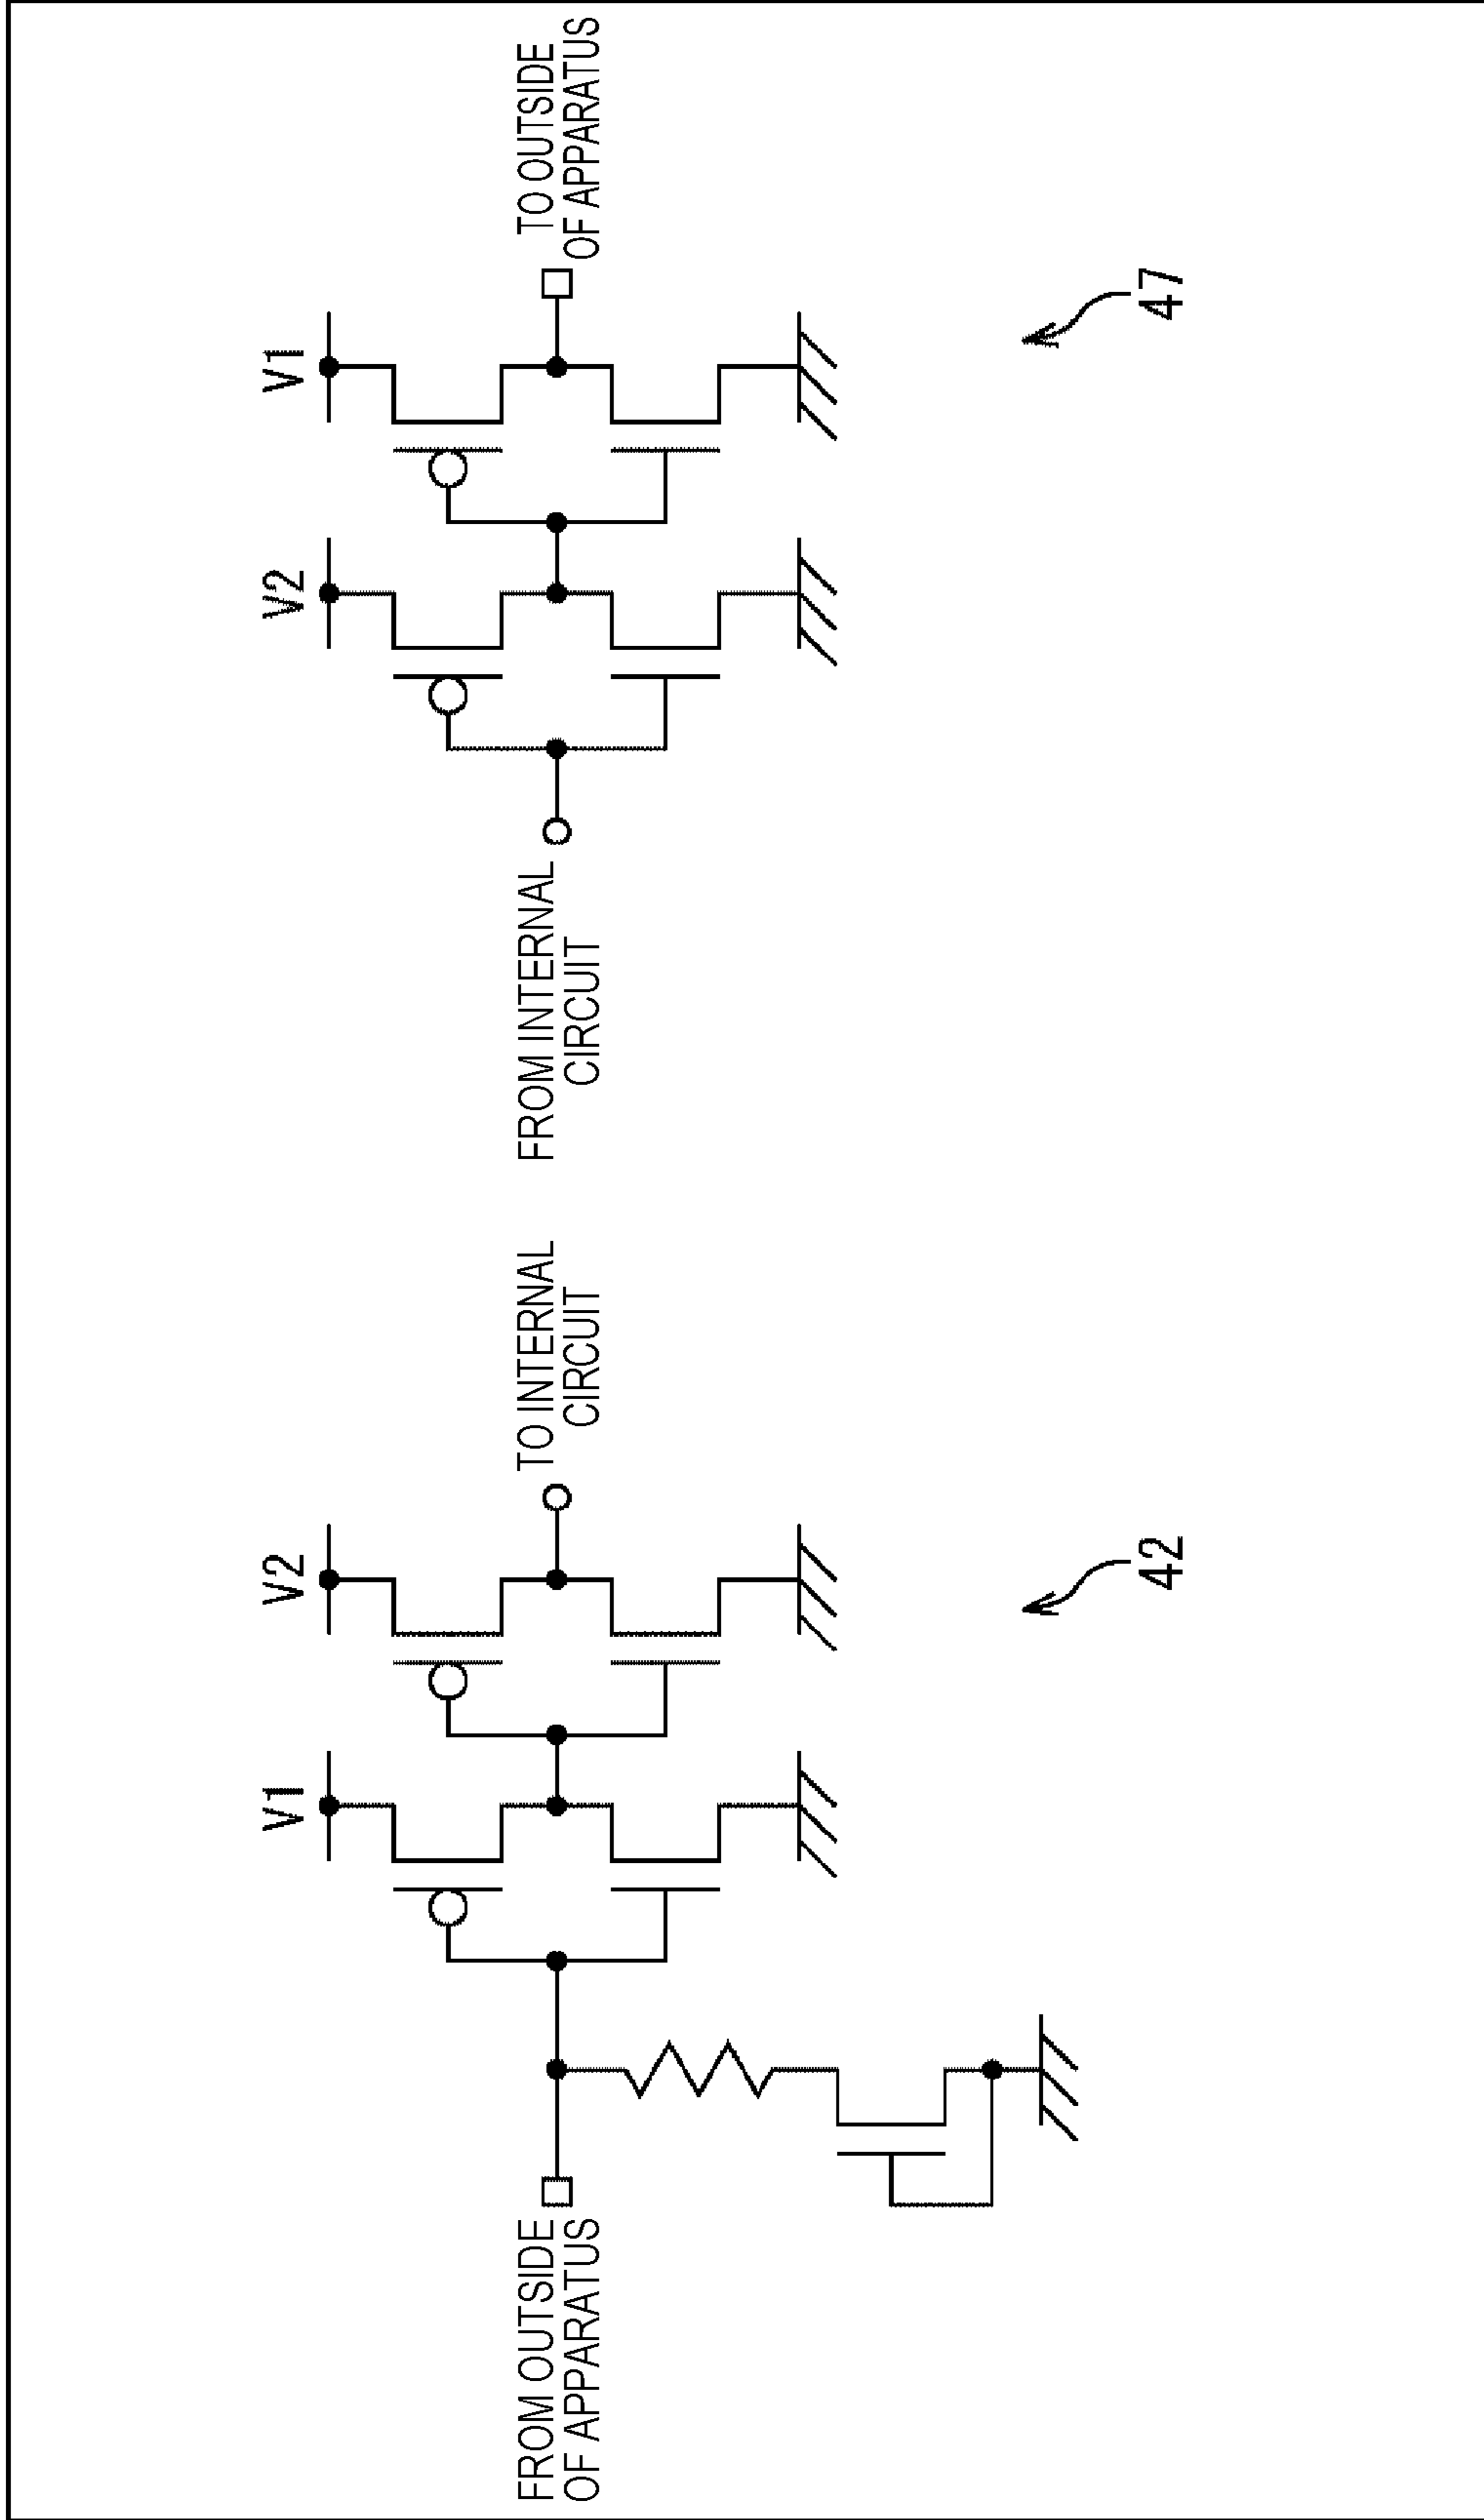 V1
V2
V2
V1
FROM OUTSIDE
OF APPARATUS
TO INTERNAL
CIRCUIT
FROM INTERNAL
CIRCUIT
TO OUTSIDE
OF APPARATUS
42
47